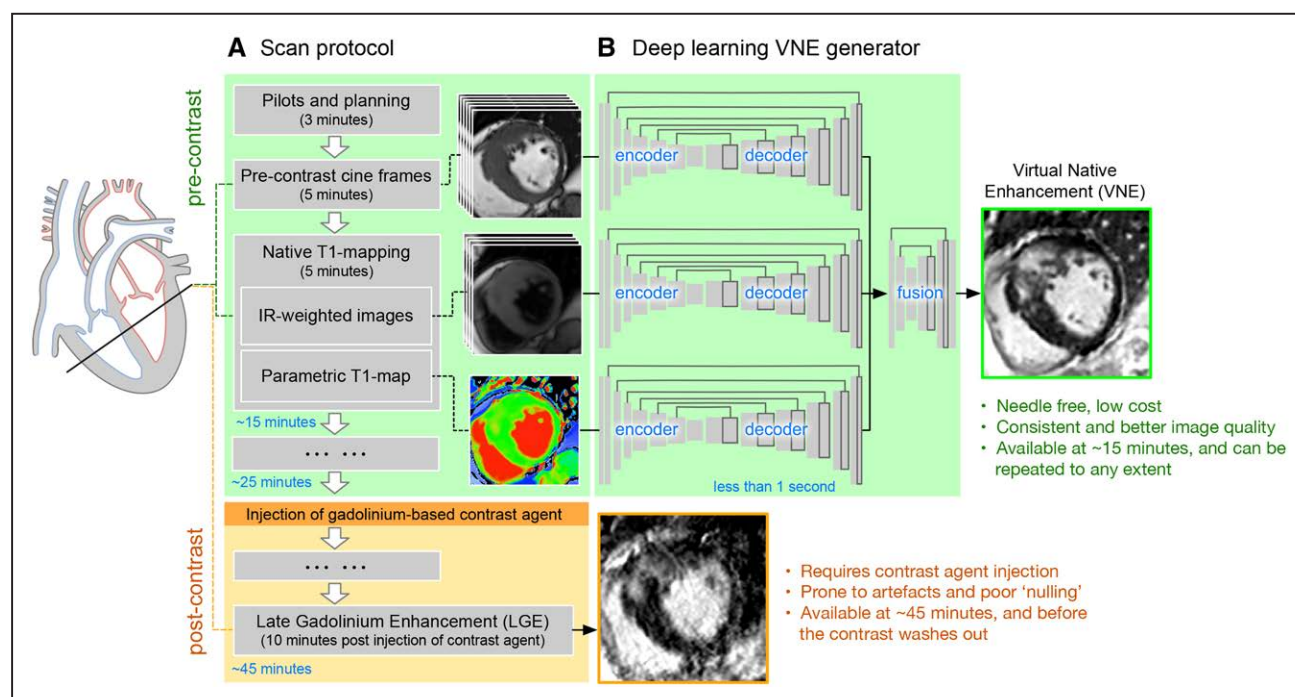 A Scan protocol
B Deep learning VNE generator
pre-contrast
Pilots and planning
(3 minutes)
Pre-contrast cine frames
(5 minutes)
Native T1-mapping
(5 minutes)
IR-weighted images
Parametric T1-map
~15 minutes
... ...
~25 minutes
encoder
decoder
encoder
decoder
encoder
decoder
less than 1 second
fusion
Virtual Native
Enhancement (VNE)
• Needle free, low cost
• Consistent and better image quality
• Available at ~15 minutes, and can be
repeated to any extent
post-contrast
Injection of gadolinium-based contrast agent
... ...
Late Gadolinium Enhancement (LGE)
(10 minutes post injection of contrast agent)
~45 minutes
• Requires contrast agent injection
• Prone to artefacts and poor ‘nulling’
• Available at ~45 minutes, and before
the contrast washes out